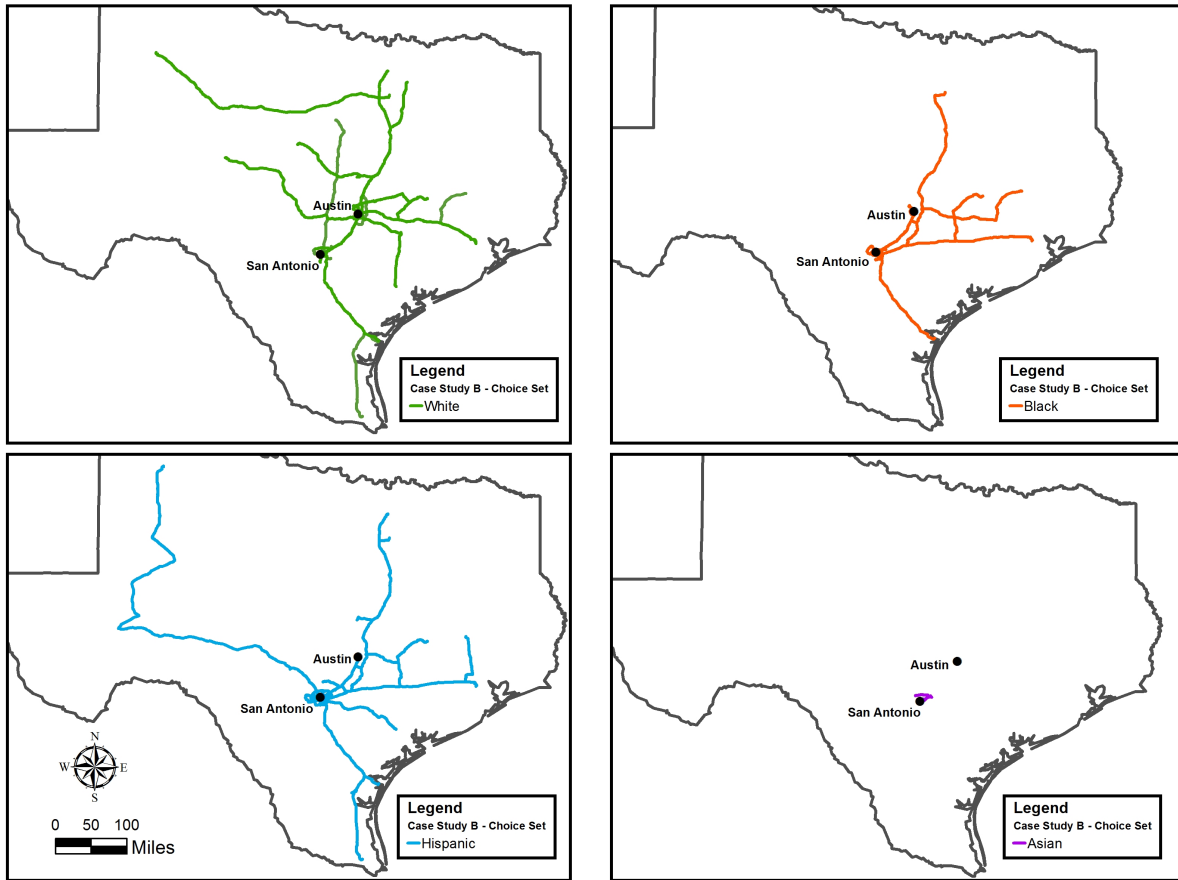 Austin
San Antonio
Legend
Case Study B - Choice Set
White
Austin
San Antonio
Legend
Case Study B - Choice Set
Black
Austin
San Antonio
N
W E
S
0 50 100
Miles
Legend
Case Study B - Choice Set
Hispanic
Austin
San Antonio
Legend
Case Study B - Choice Set
Asian